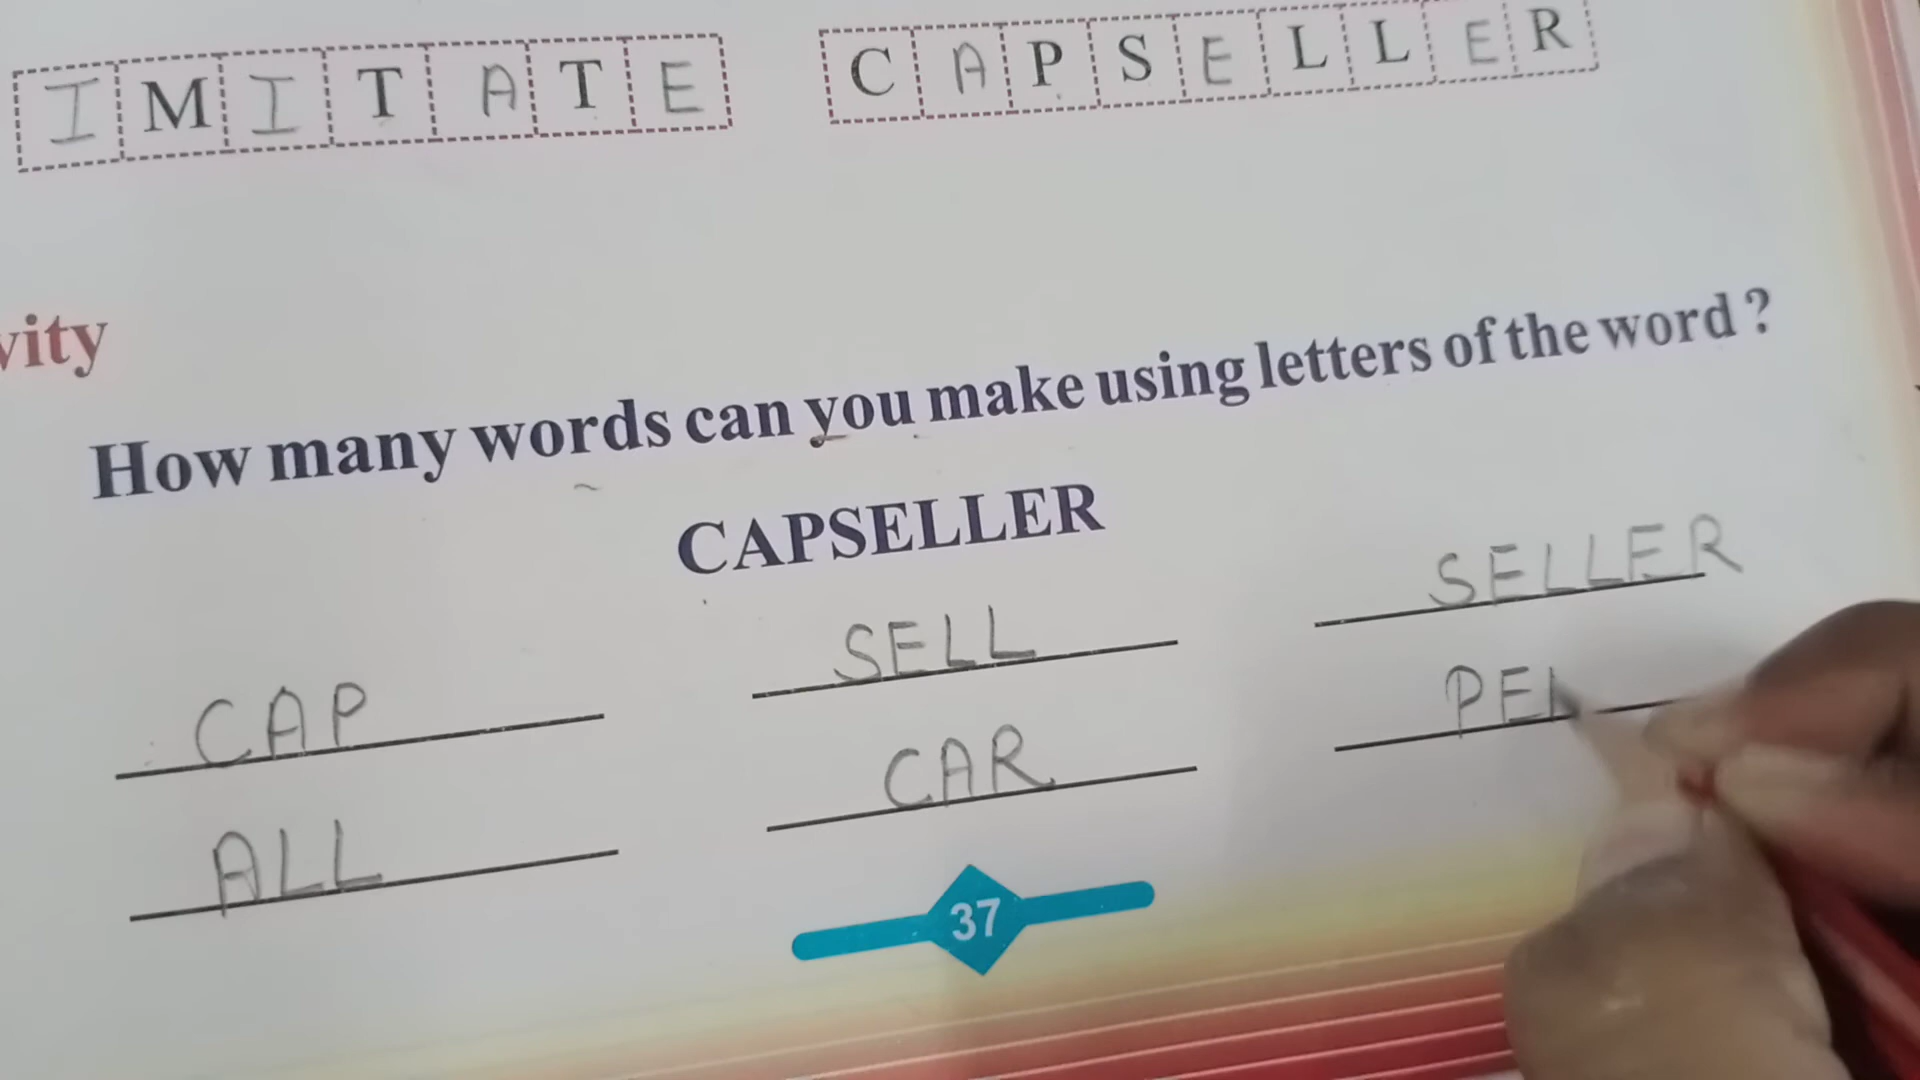 IMITATE CAPSELLER
vity
How many words can you make using letters of the word ?
CAPSELLER
CAP SELL SELLER
ALL CAR
37